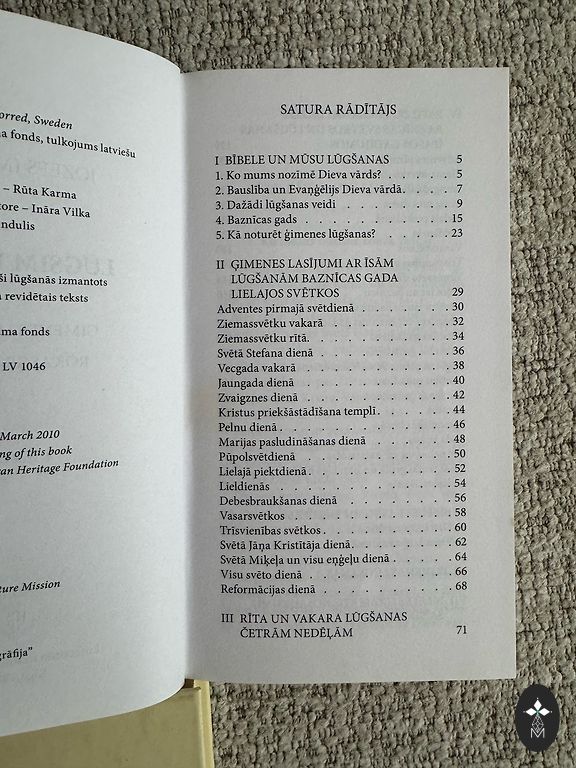 orred, Sweden
a fonds, tulkojums latviešu
– Rūta Karma
tore – Ināra Vilka
ndulis
ši lūgšanās izmantots
revidētais teksts
ma fonds
LV 1046
March 2010
ng of this book
an Heritage Foundation
ture Mission
grāfija”
SATURA RĀDĪTĀJS
I BĪBELE UN MŪSU LŪGŠANAS 5
1. Ko mums nozīmē Dieva vārds? . . . . . . 5
2. Bauslība un Evaņģēlijs Dieva vārdā. . . . . 7
3. Dažādi lūgšanas veidi . . . . . . . . . 9
4. Baznīcas gads . . . . . . . . . . . 15
5. Kā noturēt ģimenes lūgšanas? . . . . . . 23
II ĢIMENES LASĪJUMI AR ĪSĀM
LŪGŠANĀM BAZNĪCAS GADA
LIELAJOS SVĒTKOS 29
Adventes pirmajā svētdienā . . . . . . . 30
Ziemassvētku vakarā . . . . . . . . . 32
Ziemassvētku rītā. . . . . . . . . . . 34
Svētā Stefana dienā . . . . . . . . . . 36
Vecgada vakarā . . . . . . . . . . . 38
Jaungada dienā . . . . . . . . . . . 40
Zvaigznes dienā . . . . . . . . . . . 42
Kristus priekšāstādīšana templī . . . . . . 44
Pelnu dienā . . . . . . . . . . . . 46
Marijas pasludināšanas dienā . . . . . . . 48
Pūpolsvētdienā . . . . . . . . . . . 50
Lielajā piektdienā . . . . . . . . . . 52
Lieldienās . . . . . . . . . . . . . 54
Debesbraukšanas dienā . . . . . . . . 56
Vasarsvētkos . . . . . . . . . . . . 58
Trīsvienības svētkos . . . . . . . . . . 60
Svētā Jāņa Kristītāja dienā . . . . . . . . 62
Svētā Miķeļa un visu eņģeļu dienā . . . . . 64
Visu svēto dienā . . . . . . . . . . . 66
Reformācijas dienā . . . . . . . . . . 68
III RĪTA UN VAKARA LŪGŠANAS
ČETRĀM NEDĒĻĀM 71